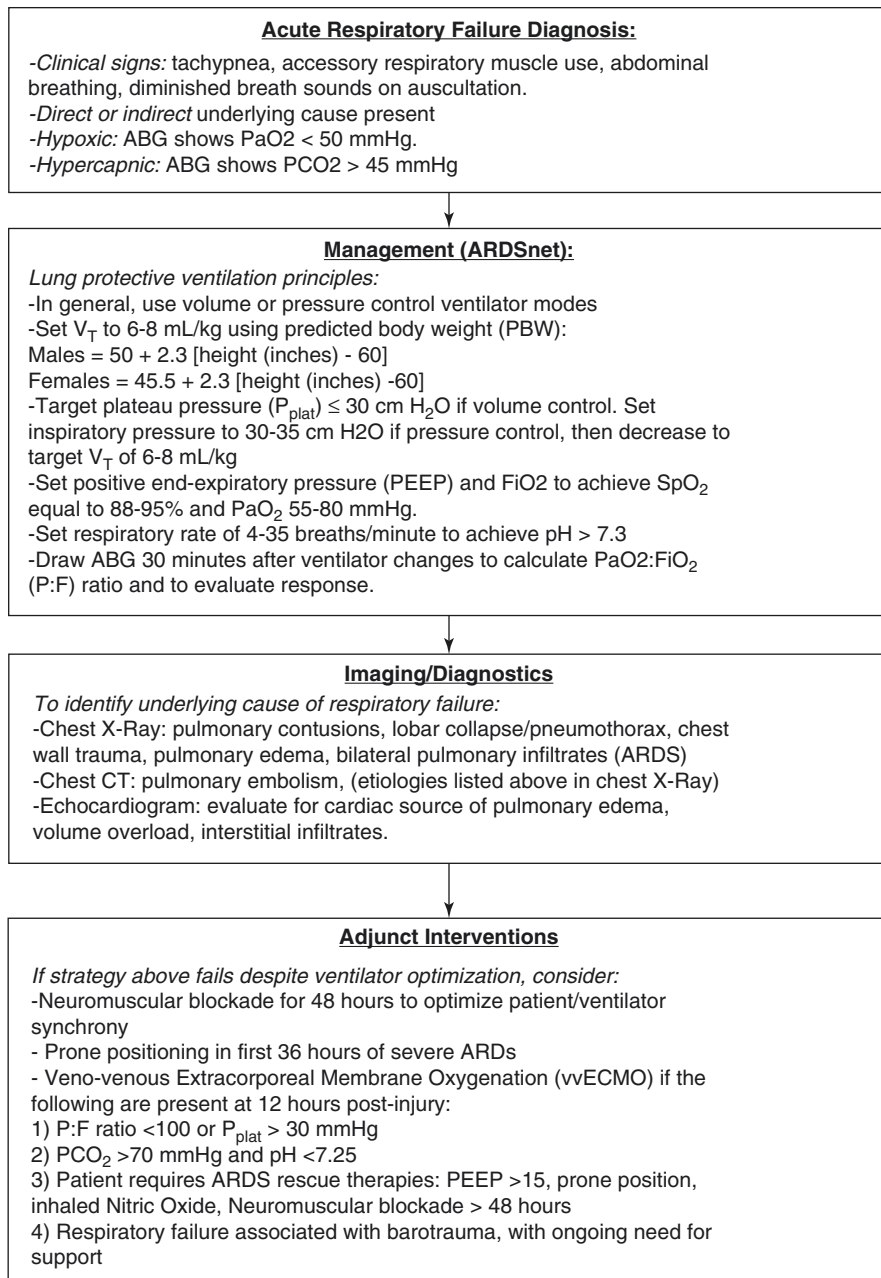 Acute Respiratory Failure Diagnosis:
-Clinical signs: tachypnea, accessory respiratory muscle use, abdominal
breathing, diminished breath sounds on auscultation.
-Direct or indirect underlying cause present
-Hypoxic: ABG shows PaO2 < 50 mmHg.
-Hypercapnic: ABG shows PCO2 > 45 mmHg
Management (ARDSnet):
Lung protective ventilation principles:
-In general, use volume or pressure control ventilator modes
-Set VT to 6-8 mL/kg using predicted body weight (PBW):
Males = 50 + 2.3 [height (inches) - 60]
Females = 45.5 + 2.3 [height (inches) -60]
-Target plateau pressure (Pplat) ≤ 30 cm H2O if volume control. Set
inspiratory pressure to 30-35 cm H2O if pressure control, then decrease to
target VT of 6-8 mL/kg
-Set positive end-expiratory pressure (PEEP) and FiO2 to achieve SpO2
equal to 88-95% and PaO2 55-80 mmHg.
-Set respiratory rate of 4-35 breaths/minute to achieve pH > 7.3
-Draw ABG 30 minutes after ventilator changes to calculate PaO2:FiO2
(P:F) ratio and to evaluate response.
Imaging/Diagnostics
To identify underlying cause of respiratory failure:
-Chest X-Ray: pulmonary contusions, lobar collapse/pneumothorax, chest
wall trauma, pulmonary edema, bilateral pulmonary infiltrates (ARDS)
-Chest CT: pulmonary embolism, (etiologies listed above in chest X-Ray)
-Echocardiogram: evaluate for cardiac source of pulmonary edema,
volume overload, interstitial infiltrates.
Adjunct Interventions
If strategy above fails despite ventilator optimization, consider:
-Neuromuscular blockade for 48 hours to optimize patient/ventilator
synchrony
- Prone positioning in first 36 hours of severe ARDs
- Veno-venous Extracorporeal Membrane Oxygenation (vvECMO) if the
following are present at 12 hours post-injury:
1) P:F ratio <100 or Pplat > 30 mmHg
2) PCO2 >70 mmHg and pH <7.25
3) Patient requires ARDS rescue therapies: PEEP >15, prone position,
inhaled Nitric Oxide, Neuromuscular blockade > 48 hours
4) Respiratory failure associated with barotrauma, with ongoing need for
support